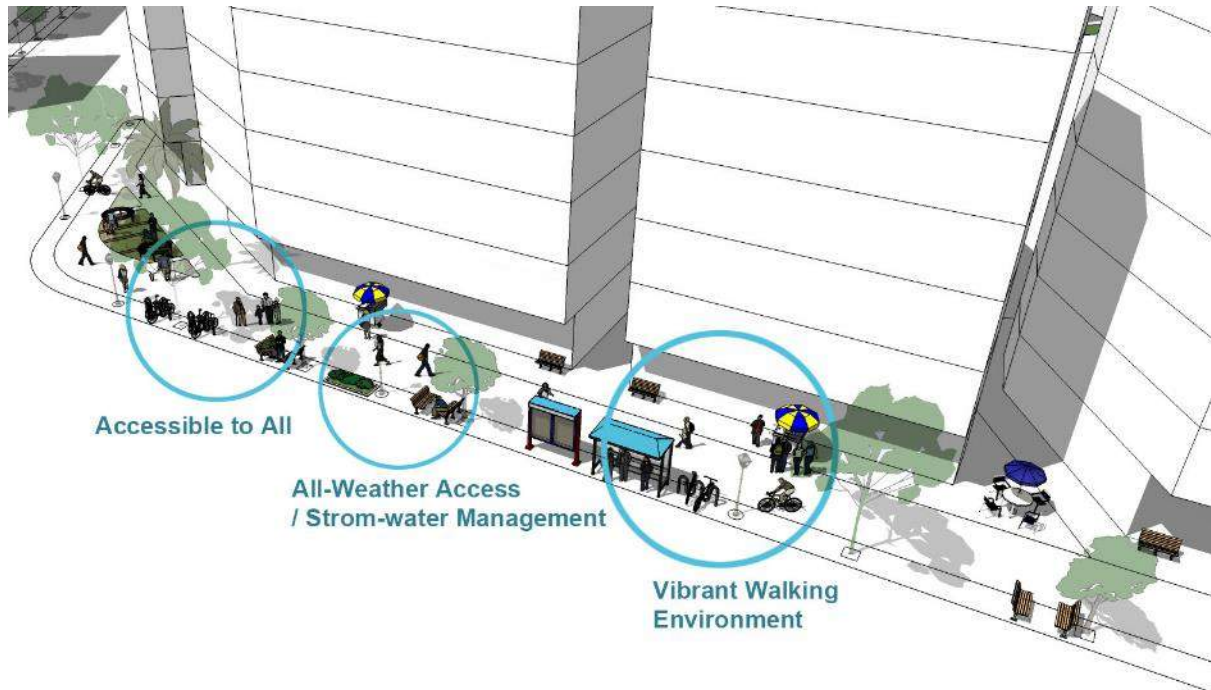 Accessible to All
All-Weather Access
/ Strom-water Management
Vibrant Walking
Environment